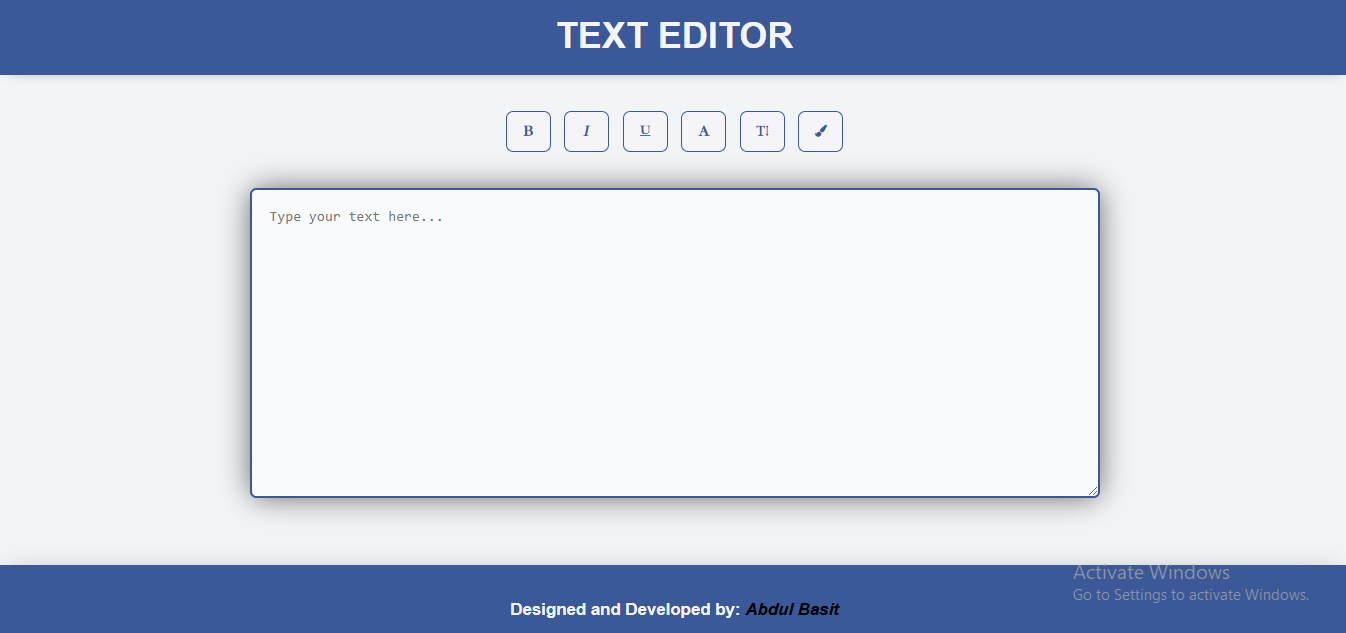 TEXT EDITOR
B I U A T
Type your text here...
Activate Windows
Go to Settings to activate Windows.
Designed and Developed by: Abdul Basit